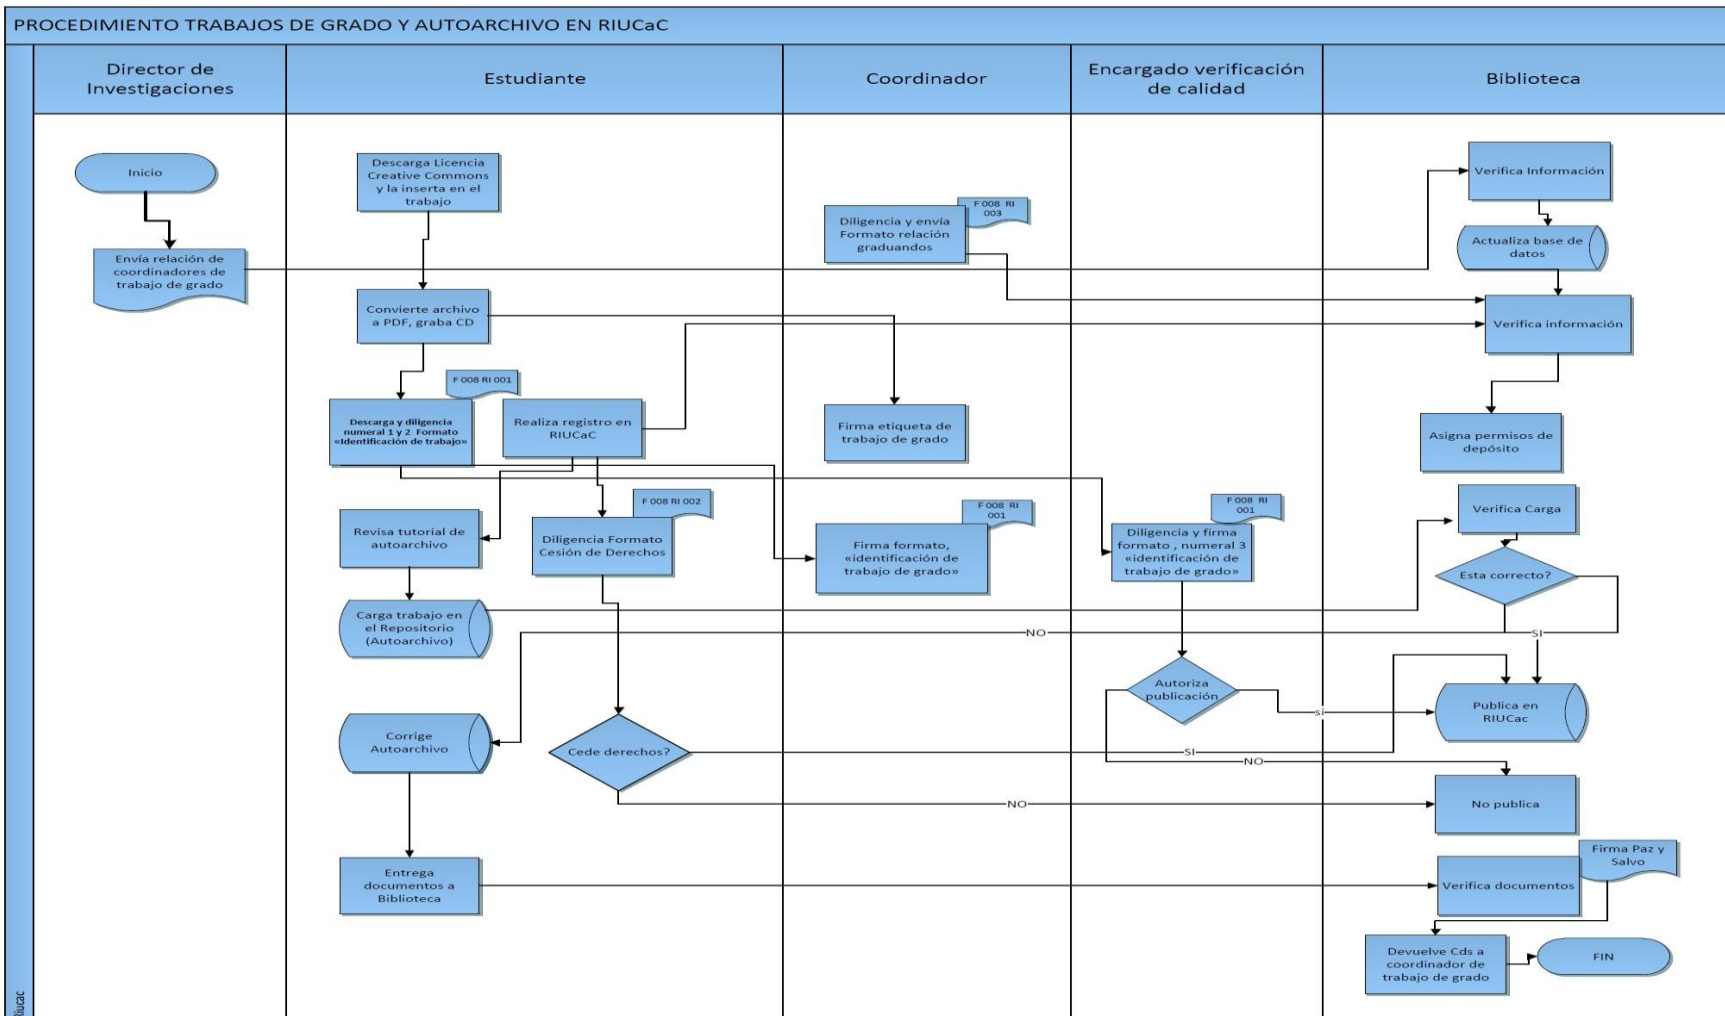 PROCEDIMIENTO TRABAJOS DE GRADO Y AUTOARCHIVO EN RIUCaC
Director de
Investigaciones
Estudiante
Coordinador
Encargado verificación
de calidad
Biblioteca
Riucac
Inicio
Envía relación de
coordinadores de
trabajo de grado
Descarga Licencia
Creative Commons
y la inserta en el
trabajo
Convierte archivo
a PDF, graba CD
F 008 RI 001
Descarga y diligencia
numeral 1 y 2 Formato
«Identificación de trabajo»
Realiza registro en
RIUCaC
F 008 RI 002
Revisa tutorial de
autoarchivo
Diligencia Formato
Cesión de Derechos
Carga trabajo en
el Repositorio
(Autoarchivo)
Corrige
Autoarchivo
Cede derechos?
Entrega
documentos a
Biblioteca
F 008 RI
003
Diligencia y envía
Formato relación
graduandos
Firma etiqueta de
trabajo de grado
F 008 RI
001
Firma formato,
«identificación de
trabajo de grado»
NO
NO
F 008 RI
001
Diligencia y firma
formato , numeral 3
«identificación de
trabajo de grado»
Autoriza
publicación
si
SI
NO
Verifica Información
Actualiza base de
datos
Verifica información
Asigna permisos de
depósito
Verifica Carga
Esta correcto?
SI
Publica en
RIUCac
No publica
Firma Paz y
Salvo
Verifica documentos
Devuelve Cds a
coordinador de
trabajo de grado
FIN